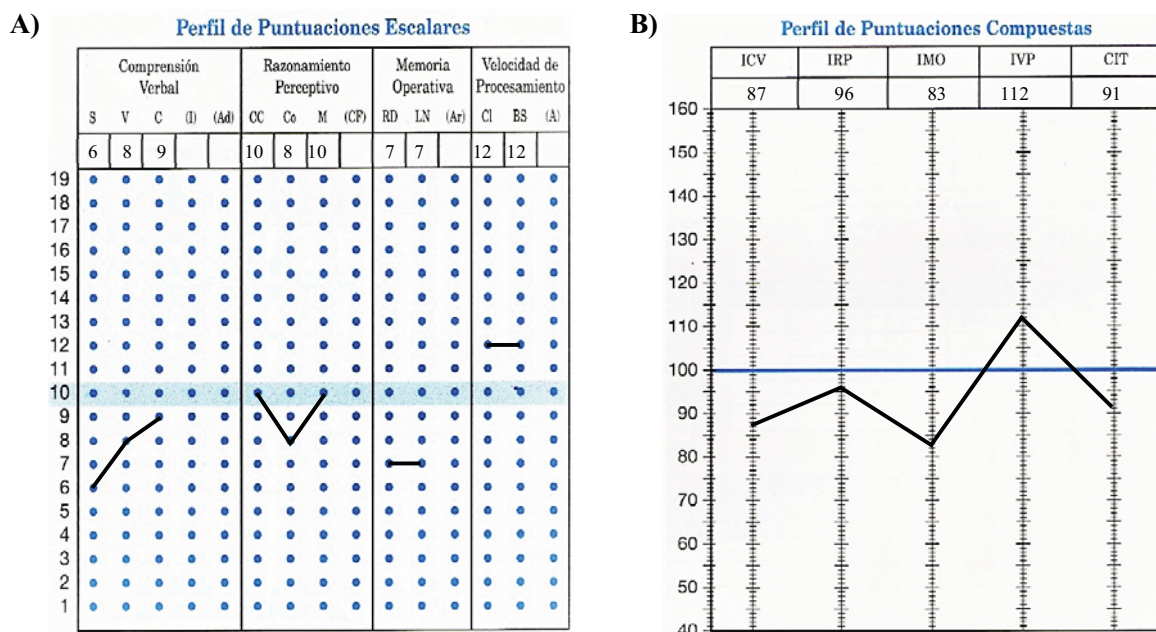 A)
Perfil de Puntuaciones Escalares
Comprensión Verbal
Razonamiento Perceptivo
Memoria Operativa
Velocidad de Procesamiento
S V C (I) (Ad) CC Co M (CF) RD LN (Ar) Cl BS (A)
6 8 9 10 8 10 7 7 12 12
19
18
17
16
15
14
13
12
11
10
9
8
7
6
5
4
3
2
1
B)
Perfil de Puntuaciones Compuestas
ICV IRP IMO IVP CIT
87 96 83 112 91
160
150
140
130
120
110
100
90
80
70
60
50
40